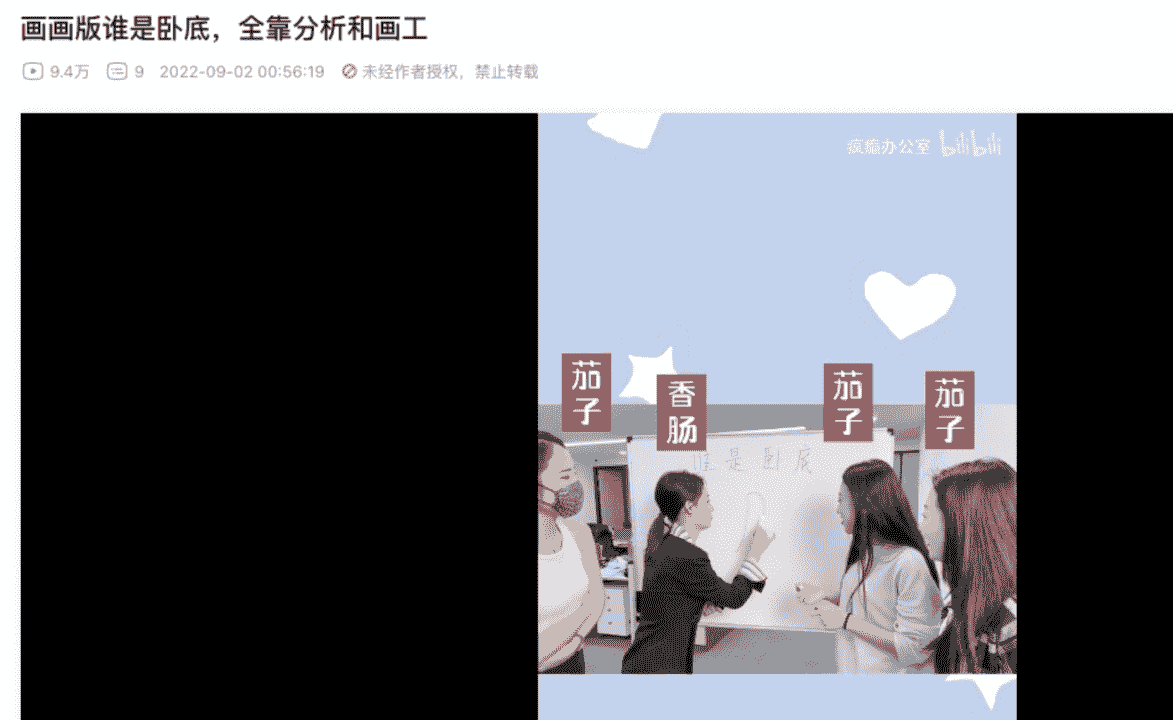 画画版谁是卧底，全靠分析和画工
9.4万 9 2022-09-02 00:56:19 未经作者授权，禁止转载
疯癫办公室 bilibili
茄子
香肠
茄子
茄子
谁是卧底